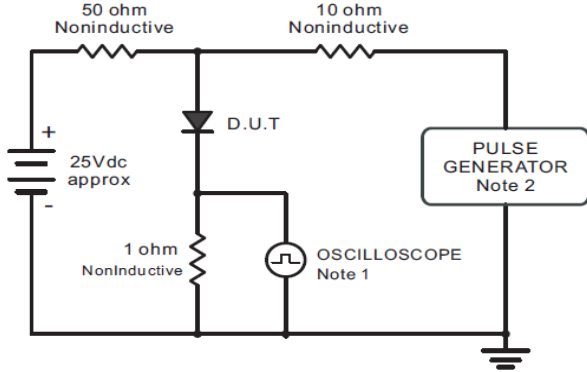 50 ohm
Noninductive
10 ohm
Noninductive
D.U.T
+
25Vdc
approx
-
PULSE
GENERATOR
Note 2
1 ohm
NonInductive
OSCILLOSCOPE
Note 1